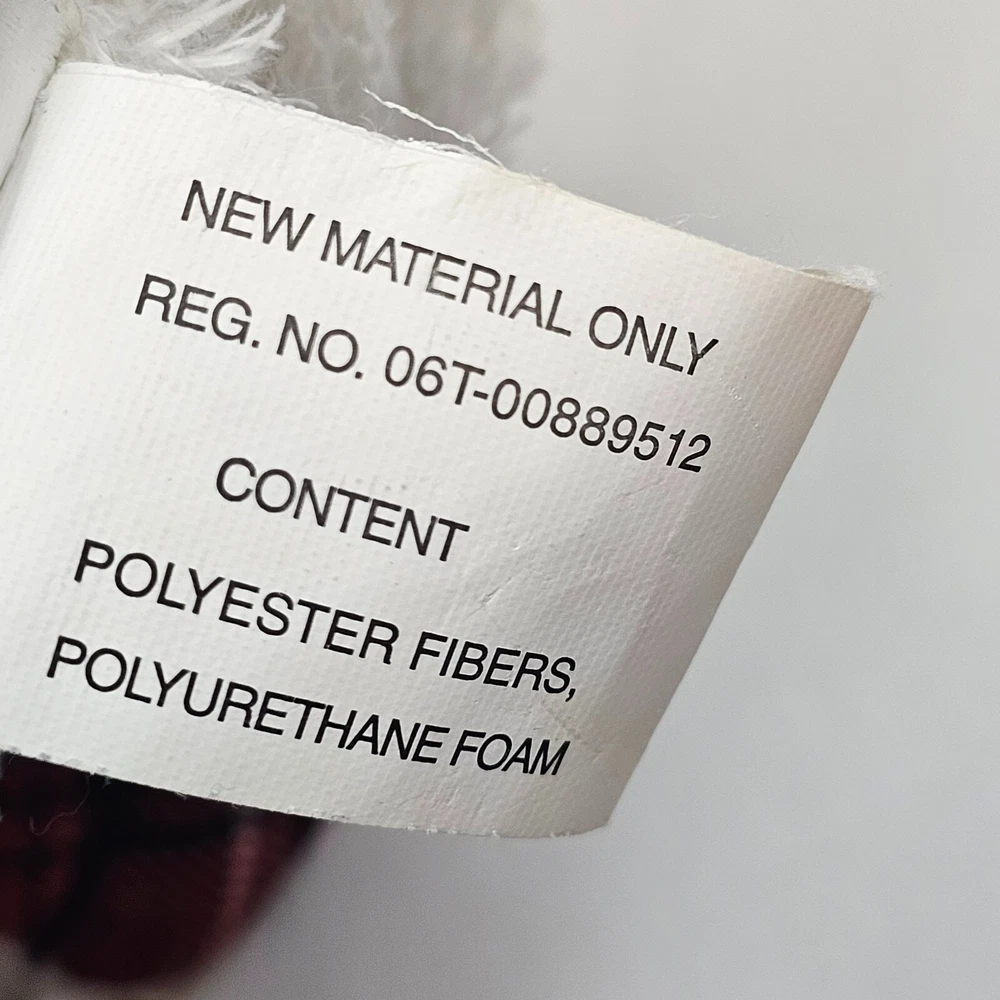 NEW MATERIAL ONLY
REG. NO. 06T-00889512
CONTENT
POLYESTER FIBERS,
POLYURETHANE FOAM